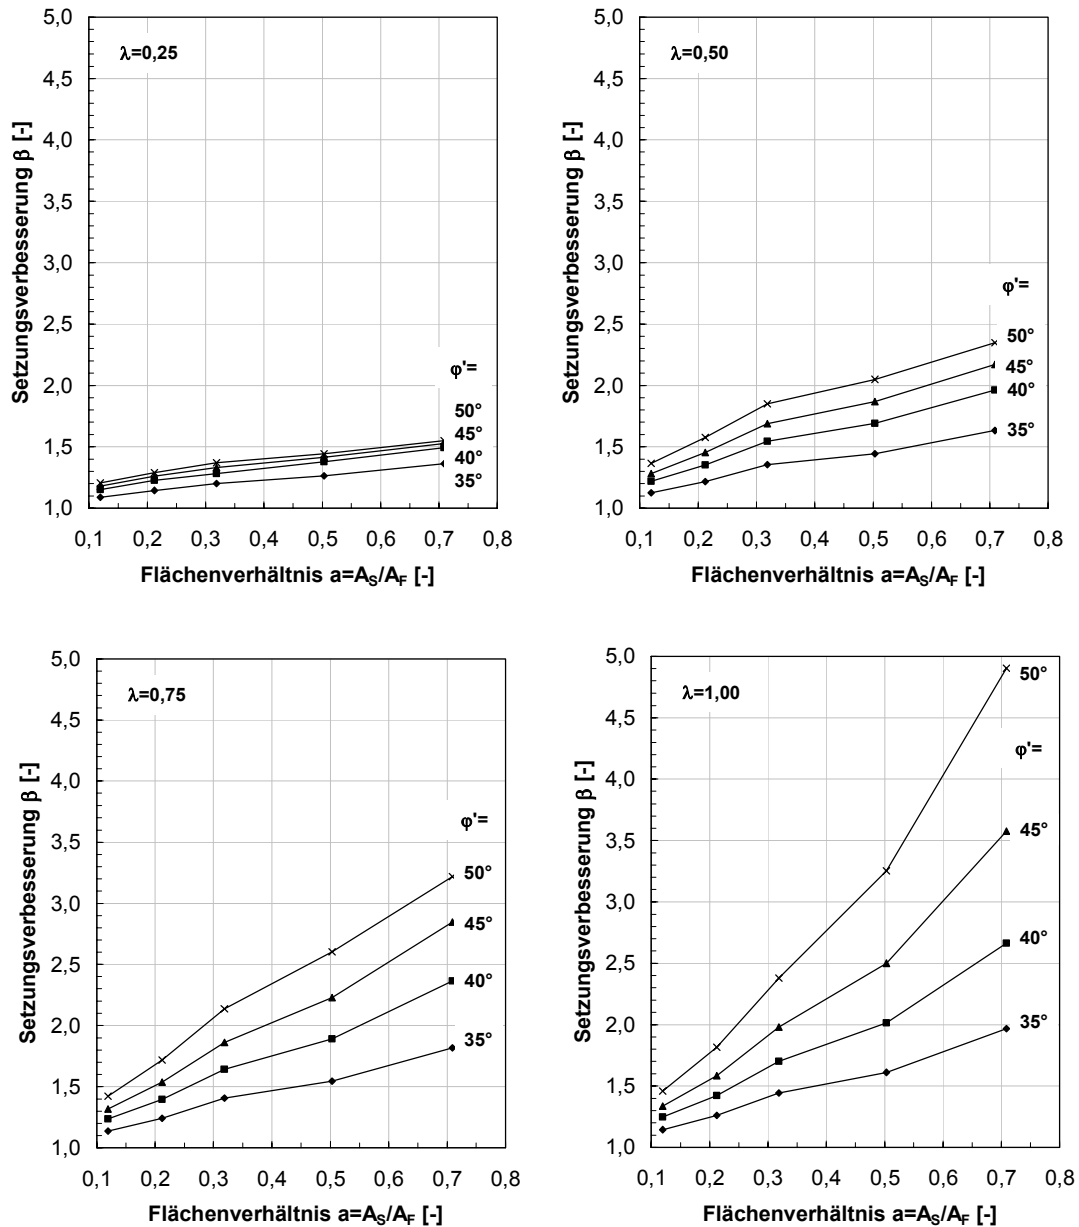 λ=0,25
Setzungsverbesserung β [-]
5,0
4,5
4,0
3,5
3,0
2,5
2,0
1,5
1,0
φ'=
50°
45°
40°
35°
0,1 0,2 0,3 0,4 0,5 0,6 0,7 0,8
Flächenverhältnis a=A_S/A_F [-]
λ=0,50
Setzungsverbesserung β [-]
5,0
4,5
4,0
3,5
3,0
2,5
2,0
1,5
1,0
φ'=
50°
45°
40°
35°
0,1 0,2 0,3 0,4 0,5 0,6 0,7 0,8
Flächenverhältnis a=A_S/A_F [-]
λ=0,75
Setzungsverbesserung β [-]
5,0
4,5
4,0
3,5
3,0
2,5
2,0
1,5
1,0
φ'=
50°
45°
40°
35°
0,1 0,2 0,3 0,4 0,5 0,6 0,7 0,8
Flächenverhältnis a=A_S/A_F [-]
λ=1,00
Setzungsverbesserung β [-]
5,0
4,5
4,0
3,5
3,0
2,5
2,0
1,5
1,0
50°
φ'=
45°
40°
35°
0,1 0,2 0,3 0,4 0,5 0,6 0,7 0,8
Flächenverhältnis a=A_S/A_F [-]